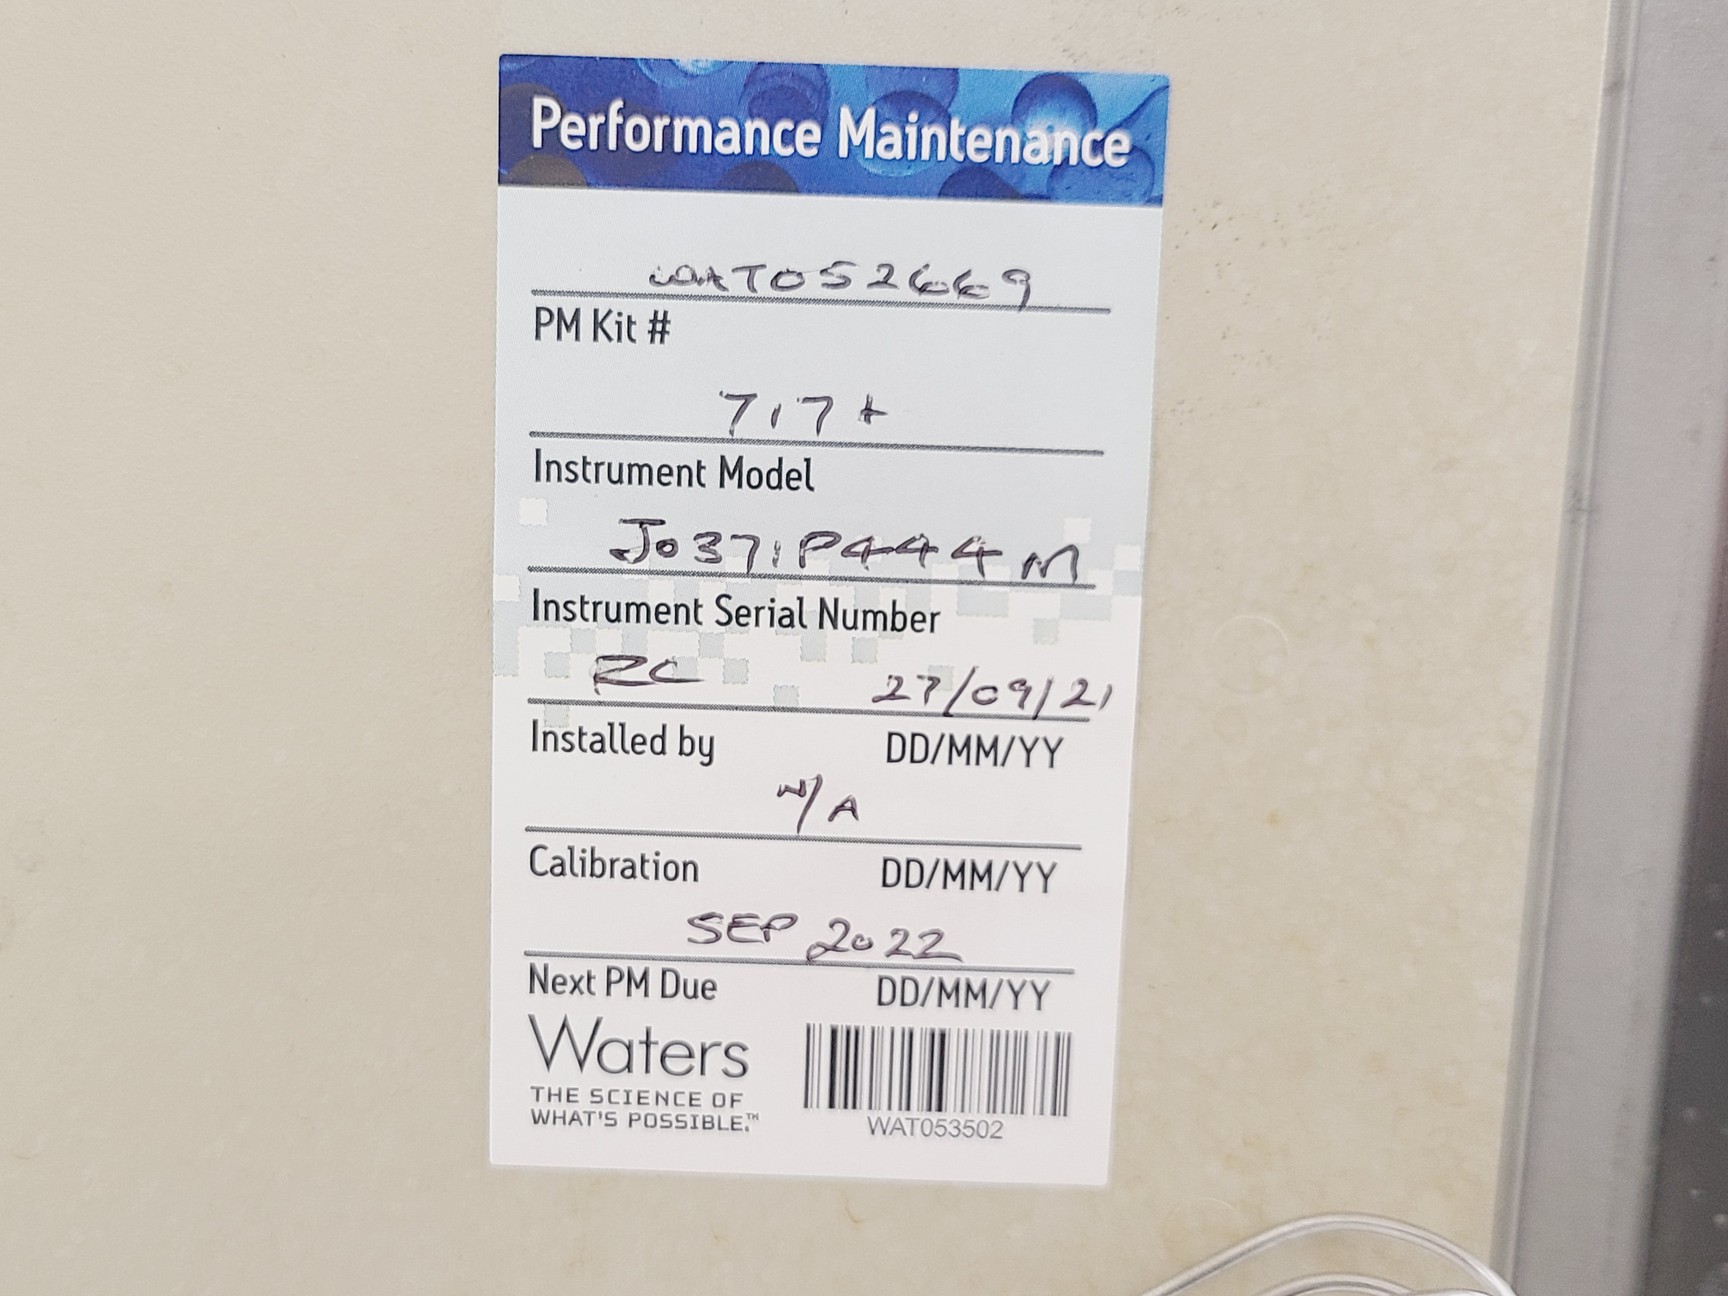 Performance Maintenance
WAT052669
PM Kit #
717+
Instrument Model
J0371P444M
Instrument Serial Number
RC 27/09/21
Installed by DD/MM/YY
N/A
Calibration DD/MM/YY
SEP 2022
Next PM Due DD/MM/YY
Waters
THE SCIENCE OF
WHAT'S POSSIBLE.™
WAT053502